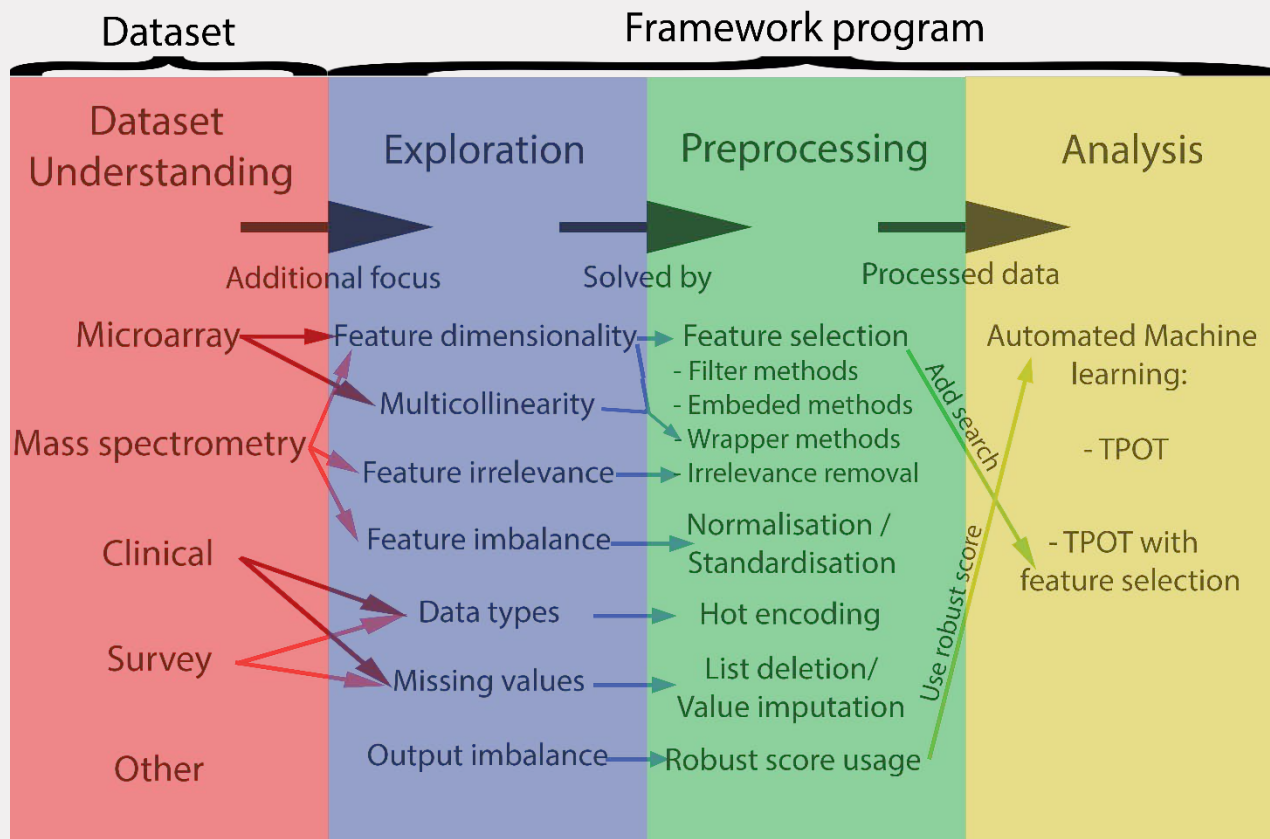 Dataset
Framework program
Dataset
Understanding
Exploration
Preprocessing
Analysis
Additional focus
Solved by
Processed data
Microarray
Mass spectrometry
Clinical
Survey
Other
Feature dimensionality
Multicollinearity
Feature irrelevance
Feature imbalance
Data types
Missing values
Output imbalance
Feature selection
- Filter methods
- Embeded methods
- Wrapper methods
- Irrelevance removal
Normalisation /
Standardisation
Hot encoding
List deletion/
Value imputation
Robust score usage
Add search
Use robust score
Automated Machine
learning:
- TPOT
- TPOT with
feature selection